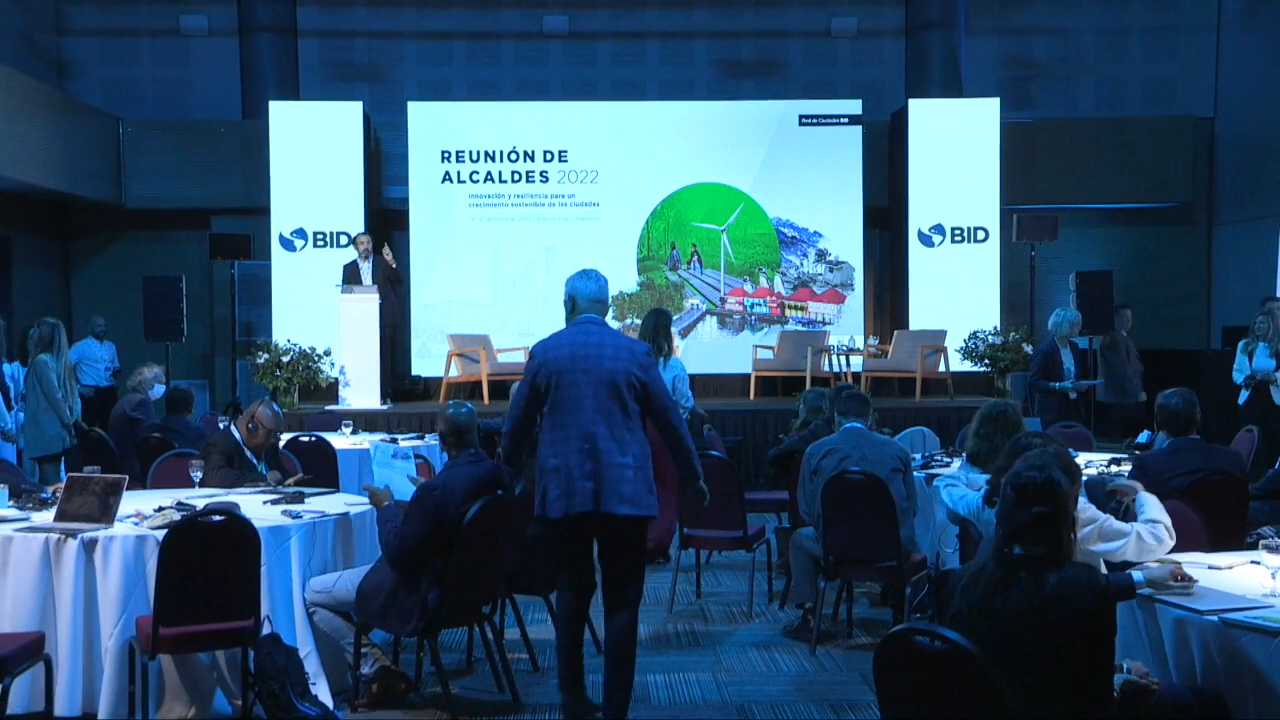 Red de Ciudades BID
REUNIÓN DE
ALCALDES 2022
Innovación y resiliencia para un
crecimiento sostenible de las ciudades
BID
BID